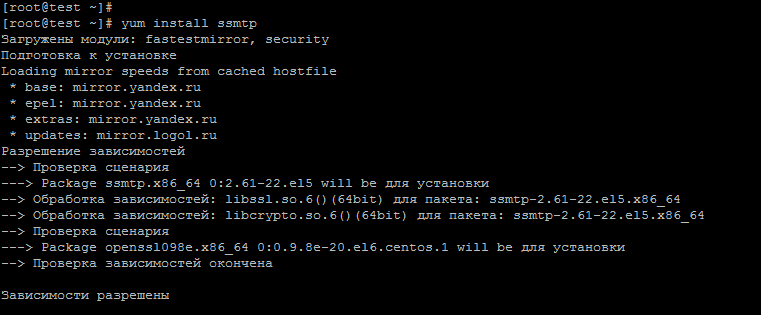 [root@test ~]#
[root@test ~]# yum install ssmtp
Загружены модули: fastestmirror, security
Подготовка к установке
Loading mirror speeds from cached hostfile
 * base: mirror.yandex.ru
 * epel: mirror.yandex.ru
 * extras: mirror.yandex.ru
 * updates: mirror.logol.ru
Разрешение зависимостей
--> Проверка сценария
---> Package ssmtp.x86_64 0:2.61-22.el5 will be для установки
--> Обработка зависимостей: libssl.so.6()(64bit) для пакета: ssmtp-2.61-22.el5.x86_64
--> Обработка зависимостей: libcrypto.so.6()(64bit) для пакета: ssmtp-2.61-22.el5.x86_64
--> Проверка сценария
---> Package openssl098e.x86_64 0:0.9.8e-20.el6.centos.1 will be для установки
--> Проверка зависимостей окончена

Зависимости разрешены